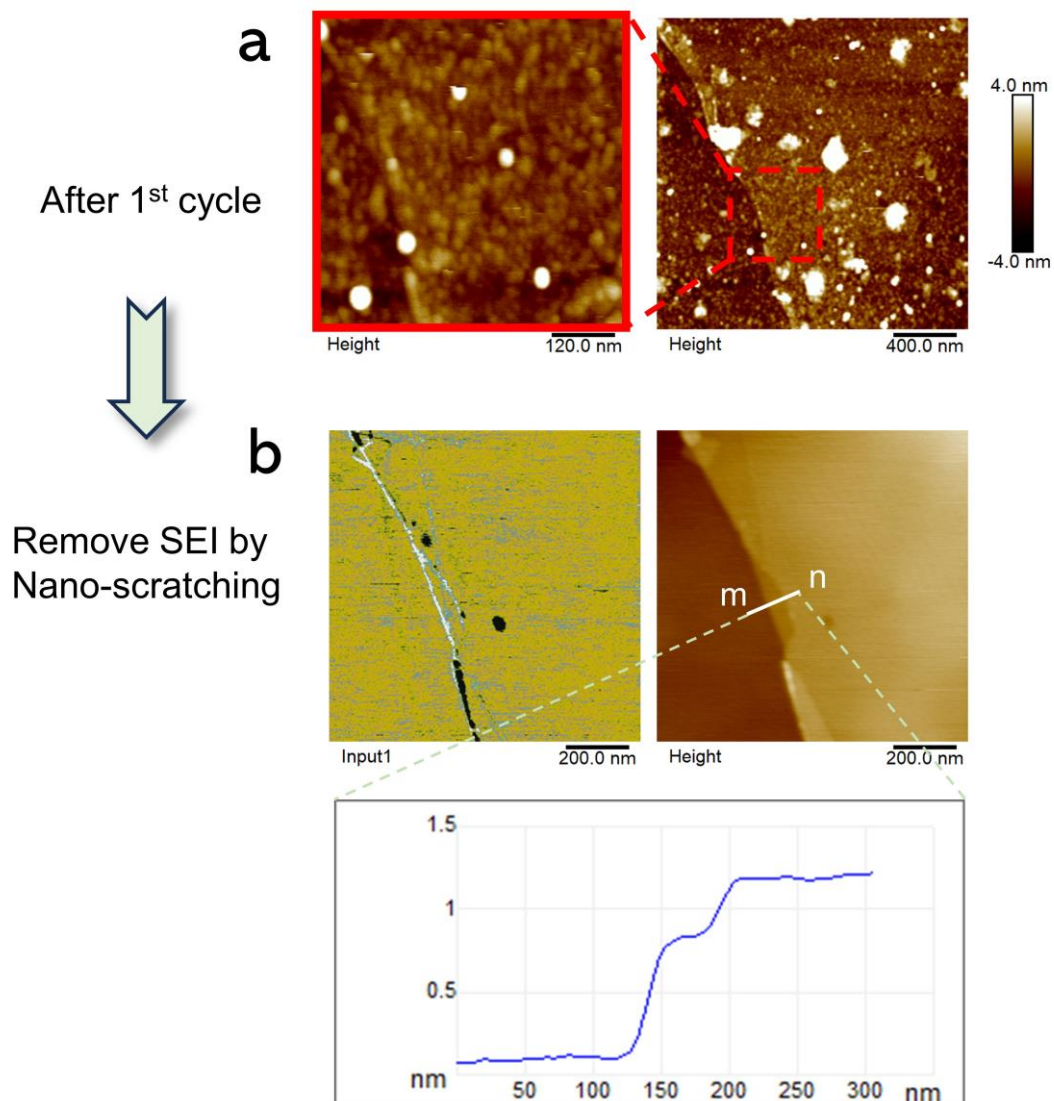 a
4.0 nm
-4.0 nm
After 1st cycle
Height
120.0 nm
Height
400.0 nm
b
Remove SEI by
Nano-scratching
m
n
Input1
200.0 nm
Height
200.0 nm
1.5
1
0.5
nm
50
100
150
200
250
300
nm